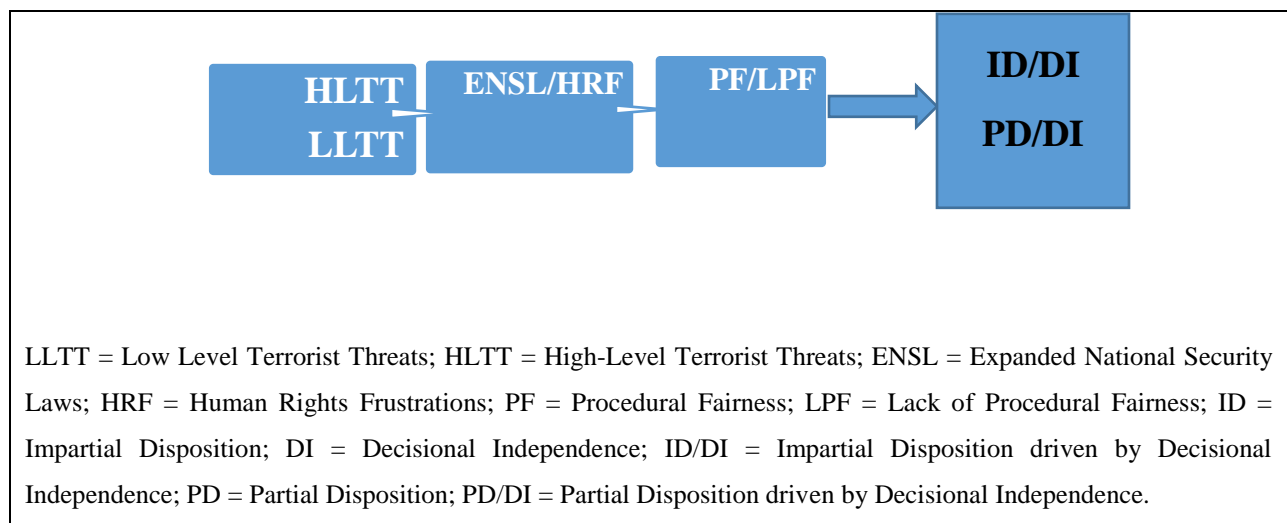 HLTT
LLTT
ENSL/HRF
PF/LPF
ID/DI
PD/DI
LLTT = Low Level Terrorist Threats; HLTT = High-Level Terrorist Threats; ENSL = Expanded National Security
Laws; HRF = Human Rights Frustrations; PF = Procedural Fairness; LPF = Lack of Procedural Fairness; ID =
Impartial Disposition; DI = Decisional Independence; ID/DI = Impartial Disposition driven by Decisional
Independence; PD = Partial Disposition; PD/DI = Partial Disposition driven by Decisional Independence.